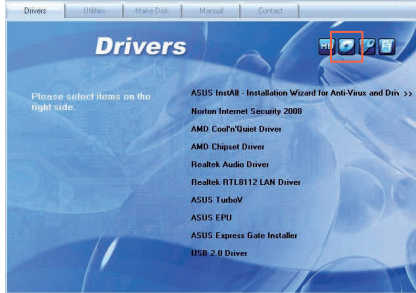 Drivers Utilities Make Disk Manual Contact
Drivers
Please select items on the
right side.
ASUS InstAll - Installation Wizard for Anti-Virus and Driv >>
Norton Internet Security 2008
AMD Cool'n'Quiet Driver
AMD Chipset Driver
Realtek Audio Driver
Realtek RTL8112 LAN Driver
ASUS TurboV
ASUS EPU
ASUS Express Gate Installer
USB 2.0 Driver